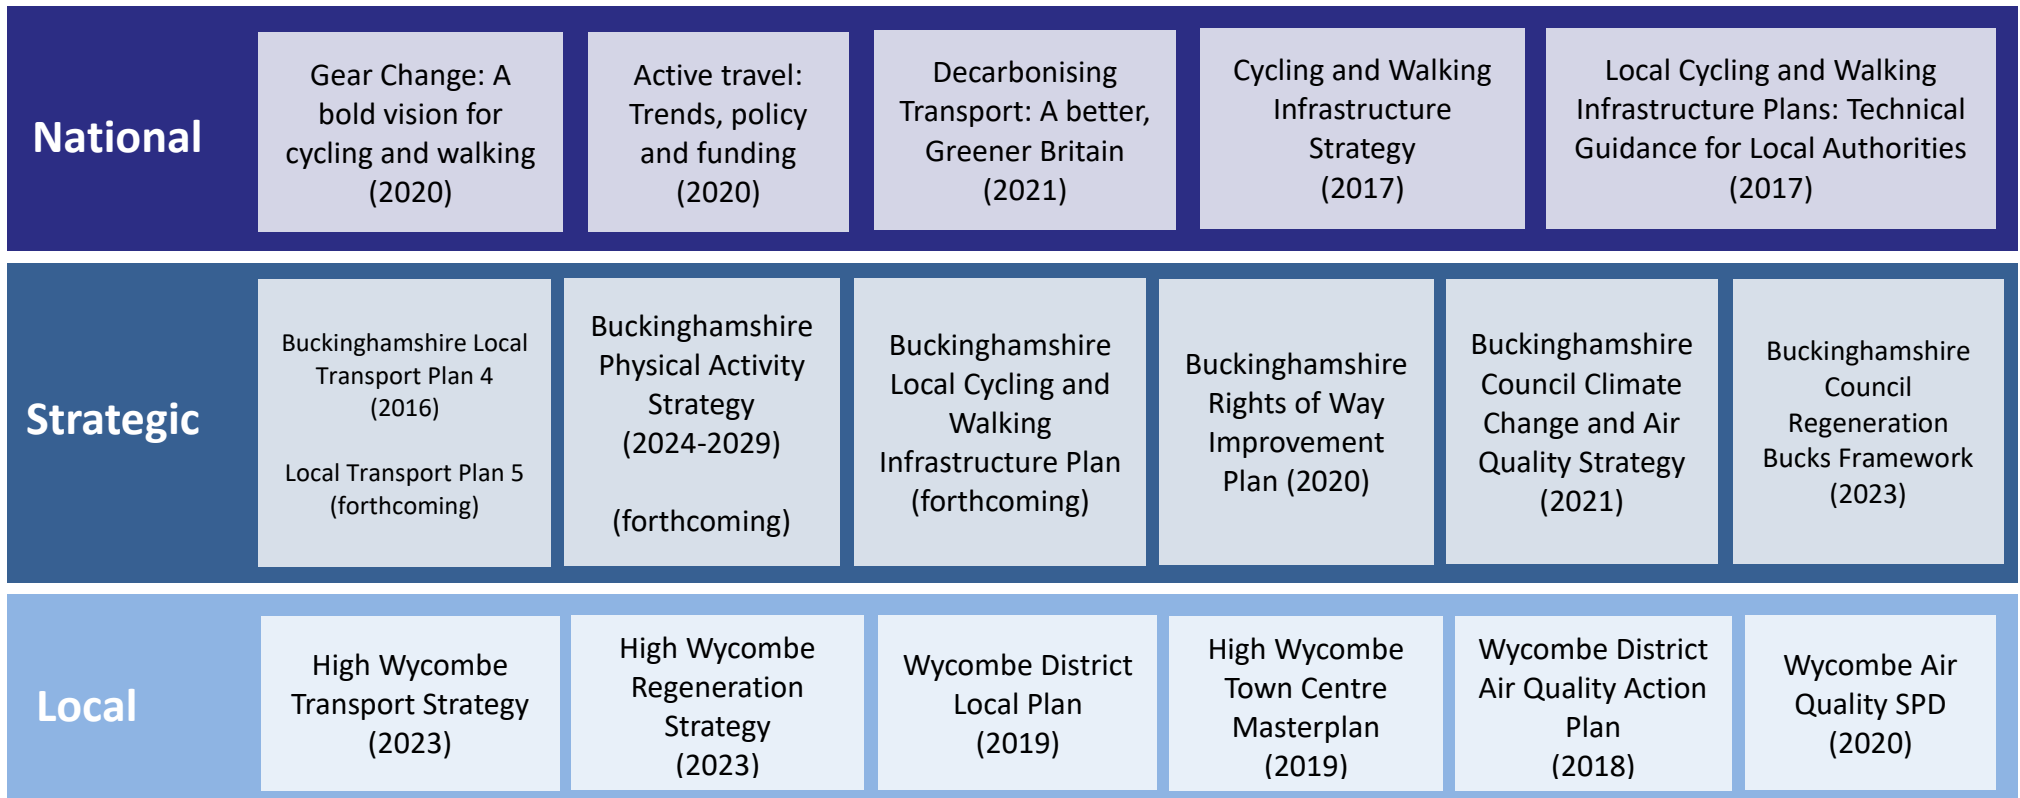 National
Gear Change: A
bold vision for
cycling and walking
(2020)
Active travel:
Trends, policy
and funding
(2020)
Decarbonising
Transport: A better,
Greener Britain
(2021)
Cycling and Walking
Infrastructure
Strategy
(2017)
Local Cycling and Walking
Infrastructure Plans: Technical
Guidance for Local Authorities
(2017)
Strategic
Buckinghamshire Local
Transport Plan 4
(2016)
Local Transport Plan 5
(forthcoming)
Buckinghamshire
Physical Activity
Strategy
(2024-2029)
(forthcoming)
Buckinghamshire
Local Cycling and
Walking
Infrastructure Plan
(forthcoming)
Buckinghamshire
Rights of Way
Improvement
Plan (2020)
Buckinghamshire
Council Climate
Change and Air
Quality Strategy
(2021)
Buckinghamshire
Council
Regeneration
Bucks Framework
(2023)
Local
High Wycombe
Transport Strategy
(2023)
High Wycombe
Regeneration
Strategy
(2023)
Wycombe District
Local Plan
(2019)
High Wycombe
Town Centre
Masterplan
(2019)
Wycombe District
Air Quality Action
Plan
(2018)
Wycombe Air
Quality SPD
(2020)